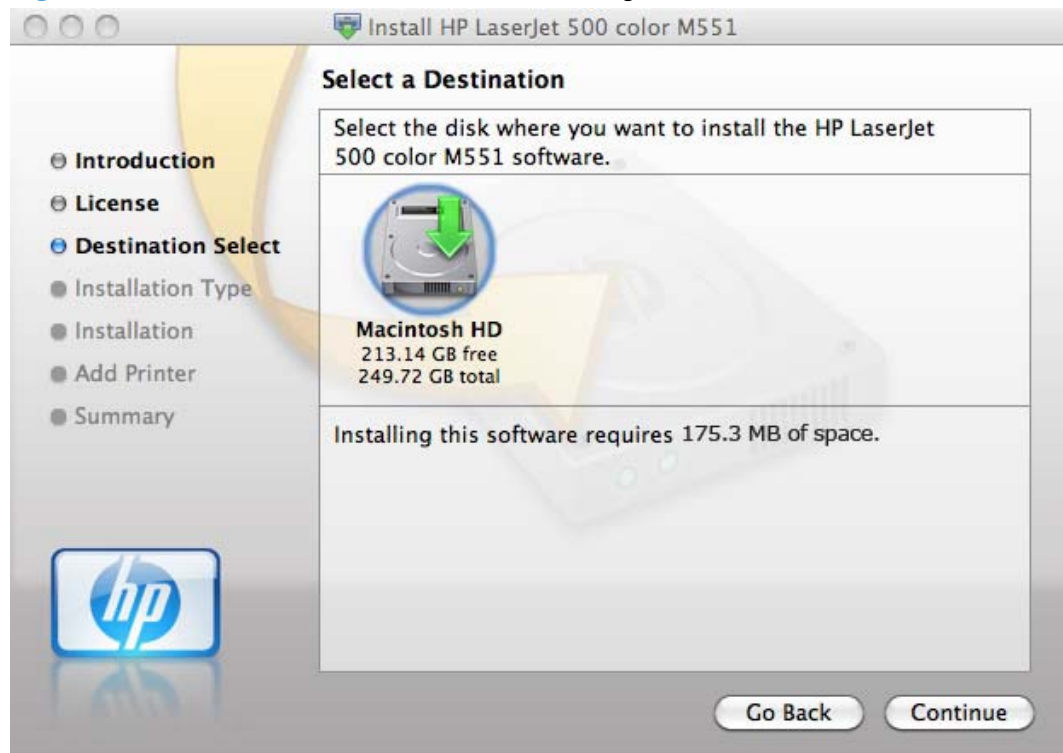 Install HP LaserJet 500 color M551
Select a Destination
Introduction
License
Destination Select
Installation Type
Installation
Add Printer
Summary
Select the disk where you want to install the HP LaserJet
500 color M551 software.
Macintosh HD
213.14 GB free
249.72 GB total
Installing this software requires 175.3 MB of space.
hp
Go Back
Continue